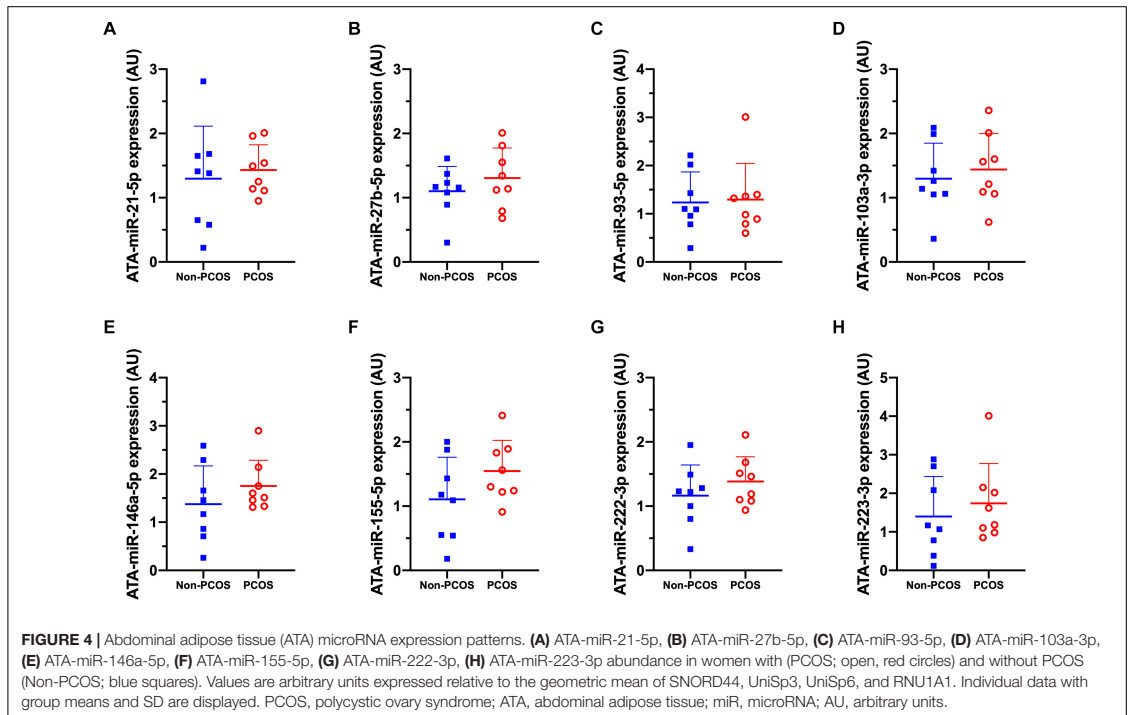 A
B
C
D
ATA-miR-21-5p expression (AU)
3
2
1
0
Non-PCOS
PCOS
ATA-miR-27b-5p expression (AU)
3
2
1
0
Non-PCOS
PCOS
ATA-miR-93-5p expression (AU)
4
3
2
1
0
Non-PCOS
PCOS
ATA-miR-103a-3p expression (AU)
3
2
1
0
Non-PCOS
PCOS
E
F
G
H
ATA-miR-146a-5p expression (AU)
4
3
2
1
0
Non-PCOS
PCOS
ATA-miR-155-5p expression (AU)
3
2
1
0
Non-PCOS
PCOS
ATA-miR-222-3p expression (AU)
3
2
1
0
Non-PCOS
PCOS
ATA-miR-223-3p expression (AU)
5
4
3
2
1
0
Non-PCOS
PCOS
FIGURE 4 | Abdominal adipose tissue (ATA) microRNA expression patterns. (A) ATA-miR-21-5p, (B) ATA-miR-27b-5p, (C) ATA-miR-93-5p, (D) ATA-miR-103a-3p,
(E) ATA-miR-146a-5p, (F) ATA-miR-155-5p, (G) ATA-miR-222-3p, (H) ATA-miR-223-3p abundance in women with (PCOS; open, red circles) and without PCOS
(Non-PCOS; blue squares). Values are arbitrary units expressed relative to the geometric mean of SNORD44, UniSp3, UniSp6, and RNU1A1. Individual data with
group means and SD are displayed. PCOS, polycystic ovary syndrome; ATA, abdominal adipose tissue; miR, microRNA; AU, arbitrary units.